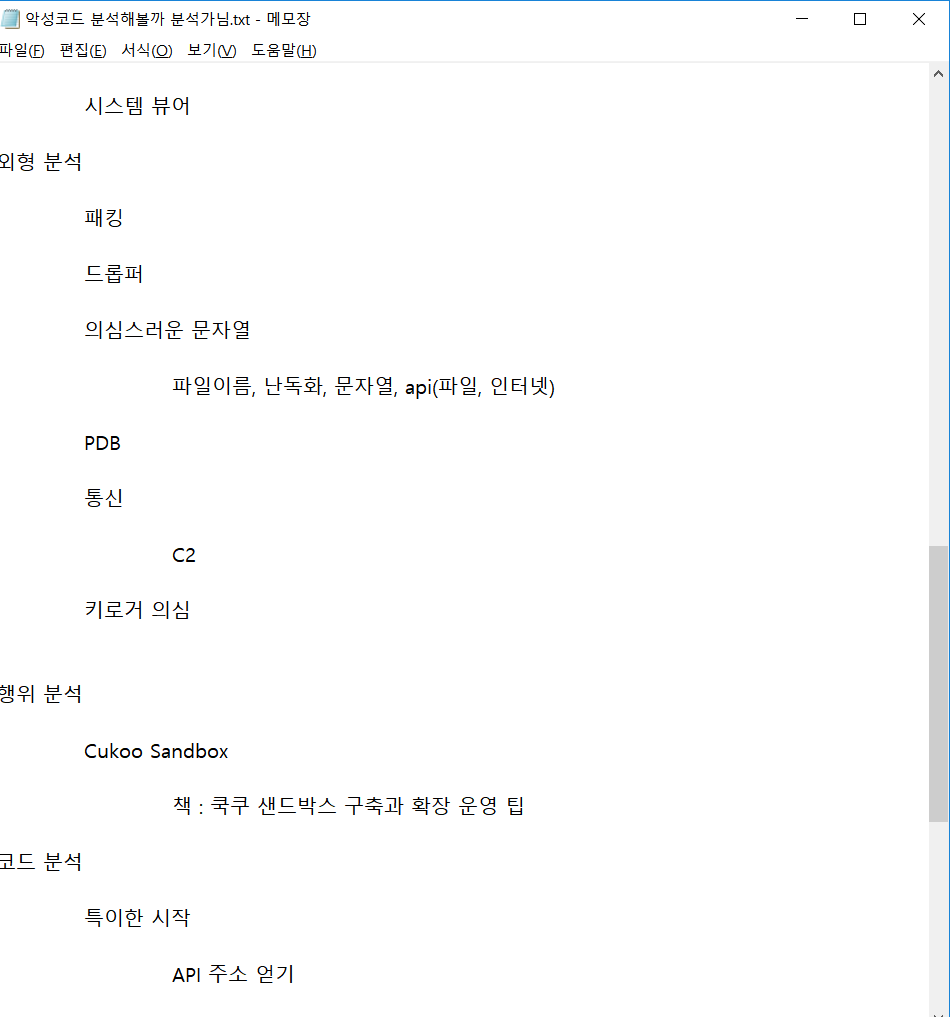 악성코드 분석해볼까 분석가님.txt - 메모장
파일(F) 편집(E) 서식(O) 보기(V) 도움말(H)
시스템 뷰어
외형 분석
패킹
드롭퍼
의심스러운 문자열
파일이름, 난독화, 문자열, api(파일, 인터넷)
PDB
통신
C2
키로거 의심
행위 분석
Cukoo Sandbox
책 : 쿡쿠 샌드박스 구축과 확장 운영 팁
코드 분석
특이한 시작
API 주소 얻기